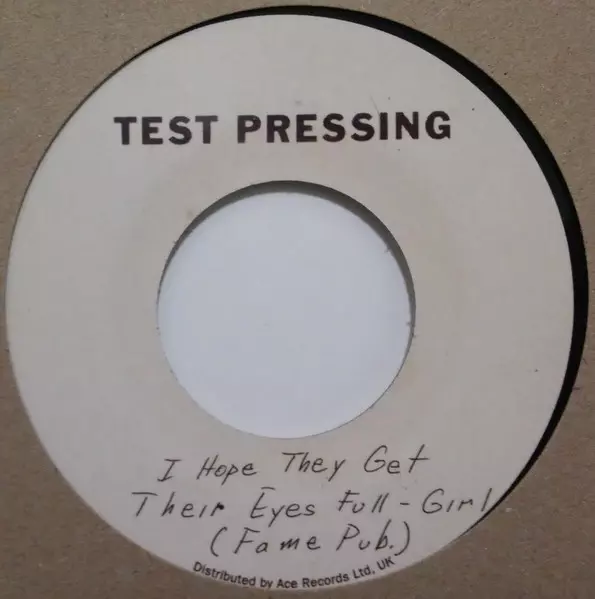 TEST PRESSING
I Hope They Get
Their Eyes Full - Girl
(Fame Pub.)
Distributed by Ace Records Ltd, UK